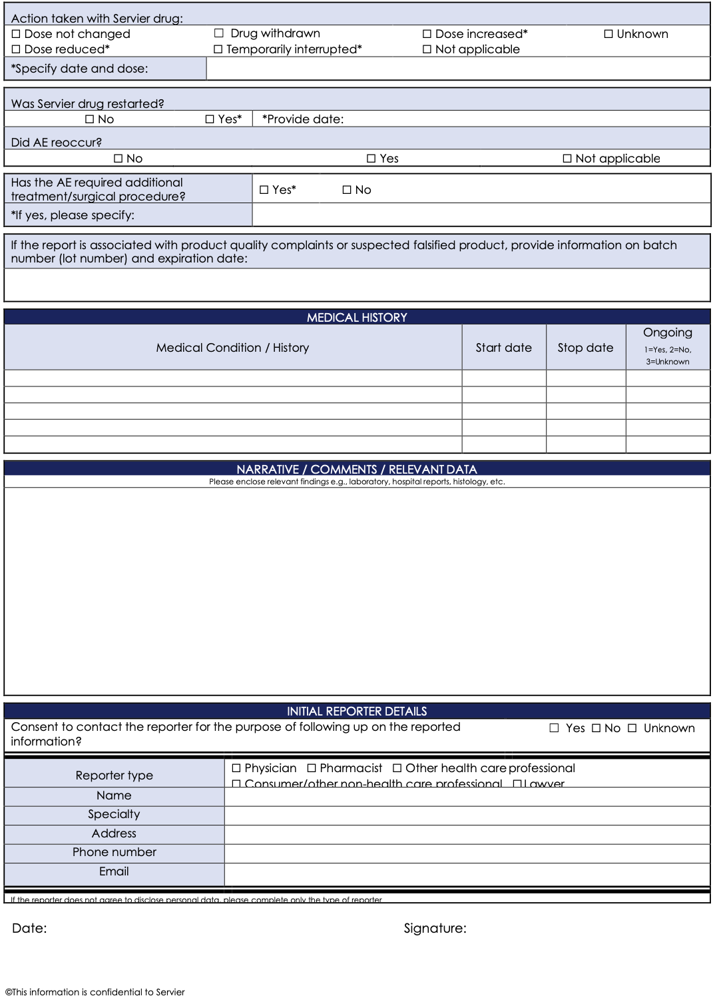 Action taken with Servier drug:
☐ Dose not changed ☐ Drug withdrawn ☐ Dose increased* ☐ Unknown
☐ Dose reduced* ☐ Temporarily interrupted* ☐ Not applicable
*Specify date and dose:
Was Servier drug restarted?
☐ No ☐ Yes* *Provide date:
Did AE reoccur?
☐ No ☐ Yes ☐ Not applicable
Has the AE required additional
treatment/surgical procedure?
☐ Yes* ☐ No
*If yes, please specify:
If the report is associated with product quality complaints or suspected falsified product, provide information on batch
number (lot number) and expiration date:
MEDICAL HISTORY
Medical Condition / History Start date Stop date Ongoing
1=Yes, 2=No,
3=Unknown
NARRATIVE / COMMENTS / RELEVANT DATA
Please enclose relevant findings e.g., laboratory, hospital reports, histology, etc.
INITIAL REPORTER DETAILS
Consent to contact the reporter for the purpose of following up on the reported
information?
☐ Yes ☐ No ☐ Unknown
Reporter type
☐ Physician ☐ Pharmacist ☐ Other health care professional
☐ Consumer/other non-health care professional ☐ Lawyer
Name
Specialty
Address
Phone number
Email
If the reporter does not agree to disclose personal data, please complete only the type of reporter
Date: Signature:
©This information is confidential to Servier